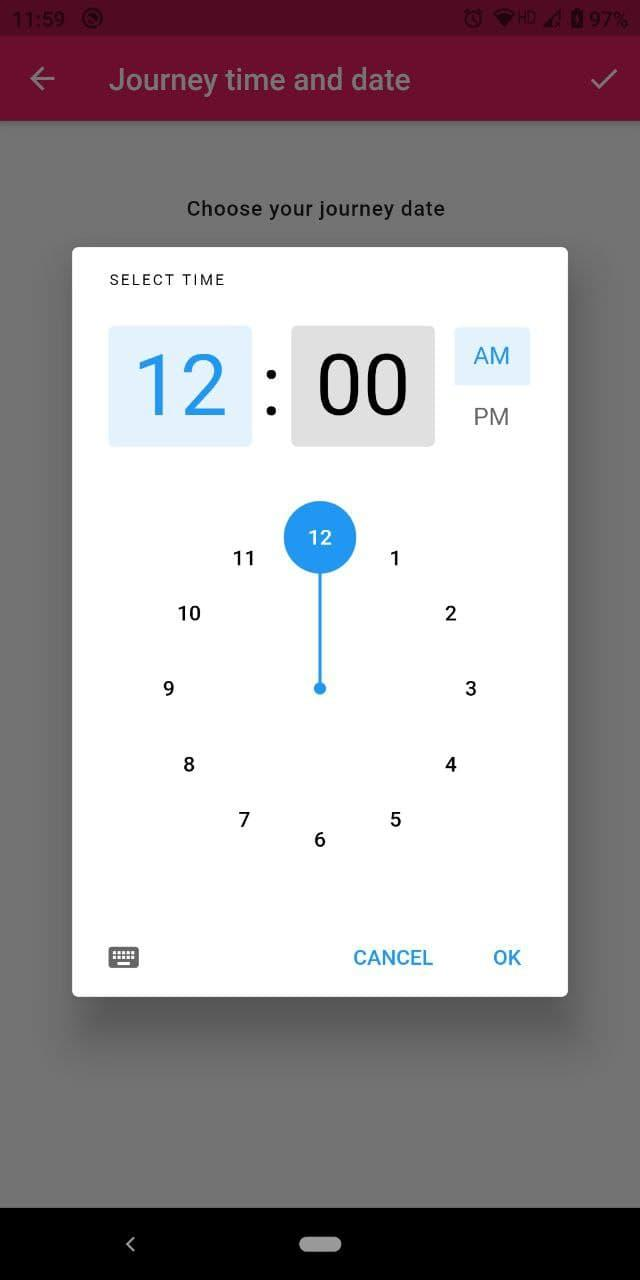 11:59 HD 97%
Journey time and date
Choose your journey date
SELECT TIME
12 : 00
AM
PM
12
11 1
10 2
9 3
8 4
7 5
6
CANCEL OK